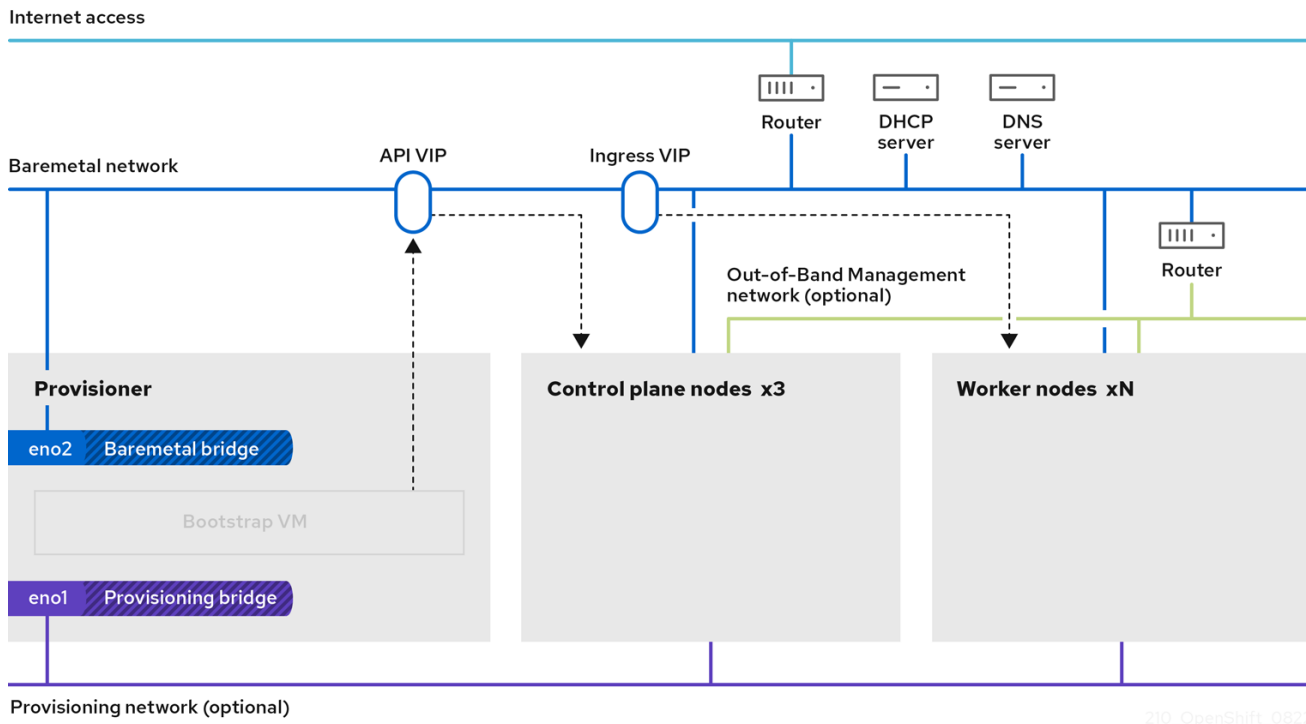 Internet access
Router
DHCP
server
DNS
server
API VIP
Ingress VIP
Baremetal network
Router
Out-of-Band Management
network (optional)
Provisioner
Control plane nodes x3
Worker nodes xN
eno2
Baremetal bridge
Bootstrap VM
eno1
Provisioning bridge
Provisioning network (optional)
210_OpenShift_082